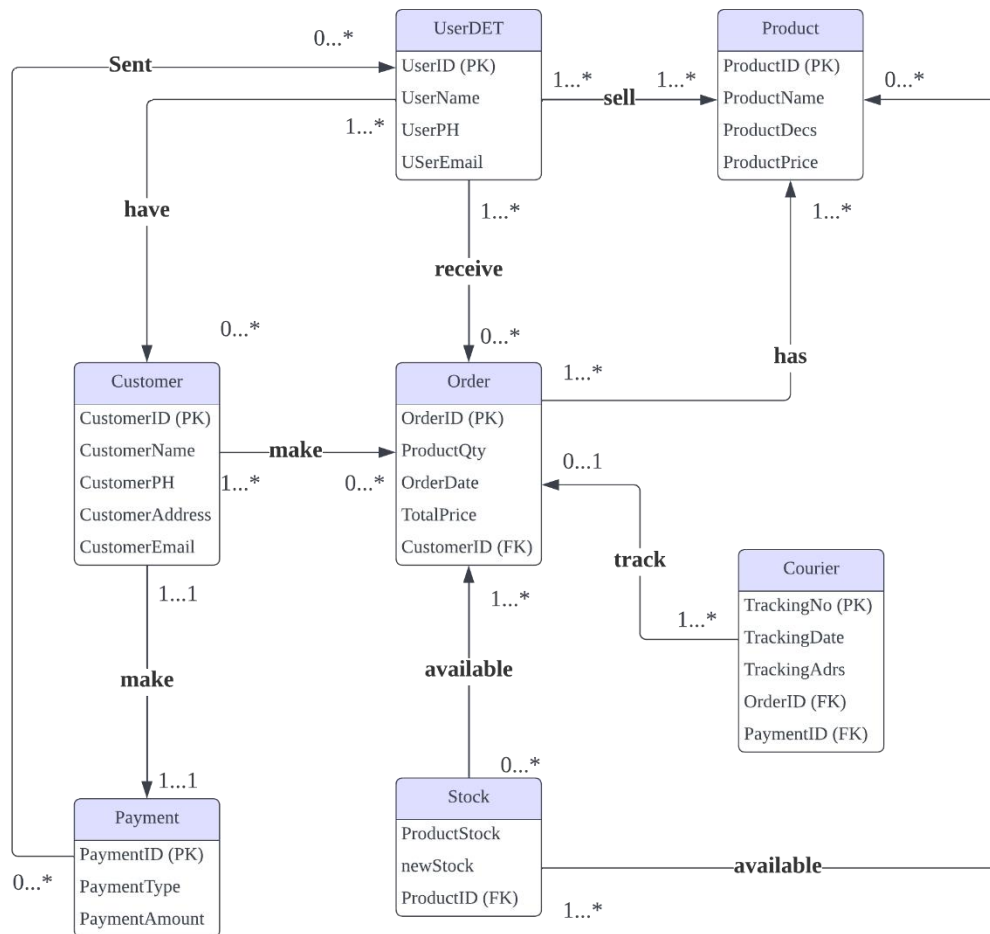 UserDET
UserID (PK)
UserName
UserPH
USerEmail
Product
ProductID (PK)
ProductName
ProductDecs
ProductPrice
0...*
Sent
1...*
1...*
sell
0...*
1...*
have
1...*
receive
1...*
0...*
0...*
1...*
has
Customer
CustomerID (PK)
CustomerName
CustomerPH
CustomerAddress
CustomerEmail
make
1...*
0...*
Order
OrderID (PK)
ProductQty
OrderDate
TotalPrice
CustomerID (FK)
0...1
track
1...*
Courier
TrackingNo (PK)
TrackingDate
TrackingAdrs
OrderID (FK)
PaymentID (FK)
1...1
make
1...1
1...*
available
0...*
Payment
PaymentID (PK)
PaymentType
PaymentAmount
0...*
Stock
ProductStock
newStock
ProductID (FK)
available
1...*